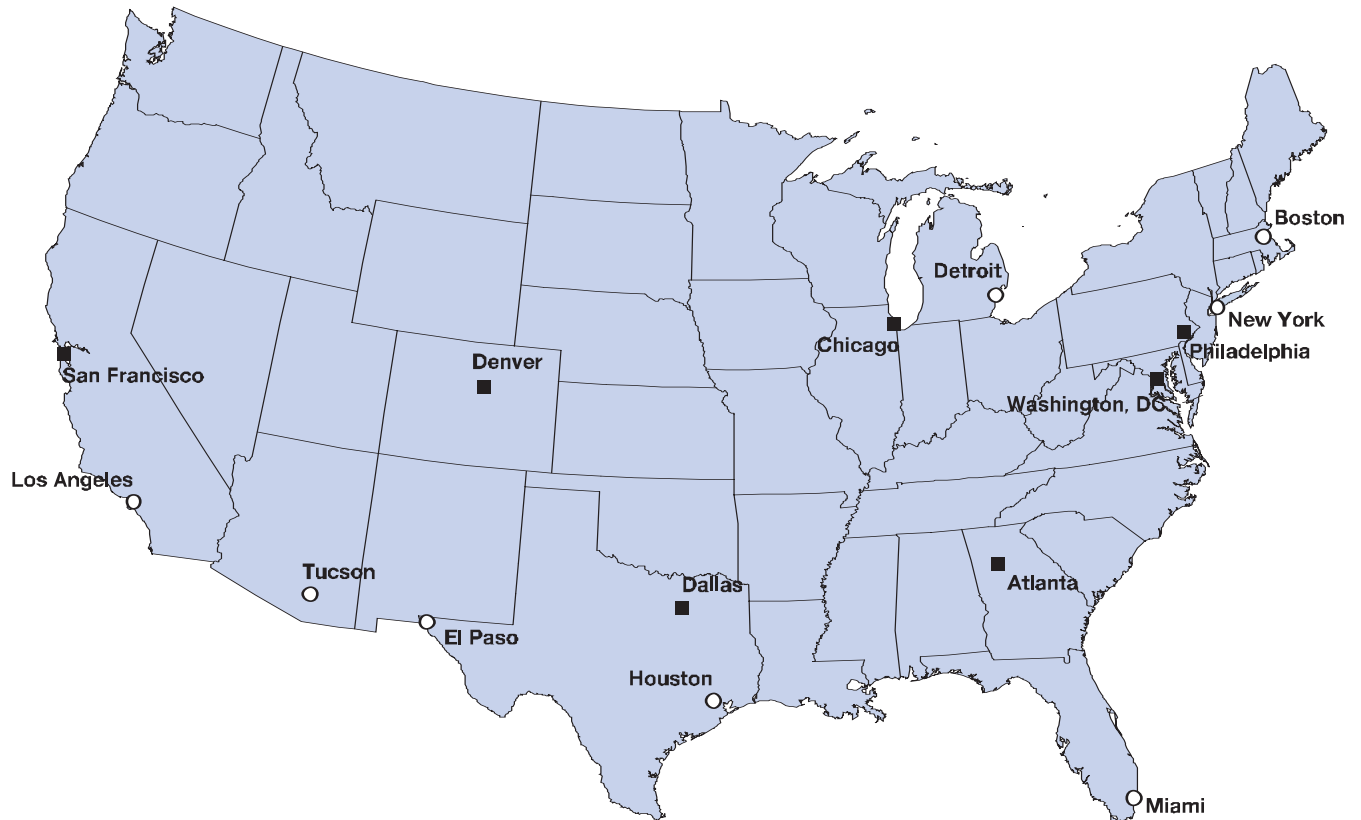 Boston
Detroit
New York
Chicago
Philadelphia
Denver
San Francisco
Washington, DC
Los Angeles
Tucson
Dallas
Atlanta
El Paso
Houston
Miami